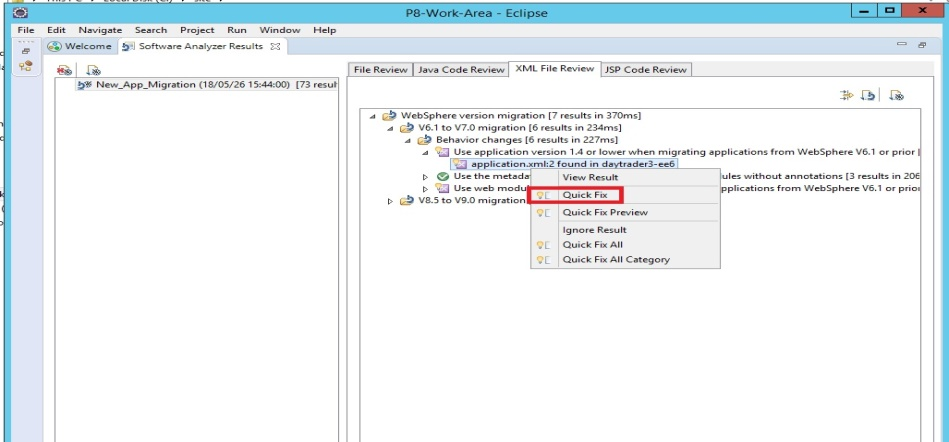 P8-Work-Area - Eclipse
File Edit Navigate Search Project Run Window Help
Welcome Software Analyzer Results
File Review Java Code Review XML File Review JSP Code Review
New_App_Migration (18/05/26 15:44:00) [73 resul
WebSphere version migration [7 results in 370ms]
V6.1 to V7.0 migration [6 results in 234ms]
Behavior changes [6 results in 227ms]
Use application version 1.4 or lower when migrating applications from WebSphere V6.1 or prior [
application.xml:2 found in daytrader3-ee6
Use the metada ules without annotations [3 results in 206
Use web modu pplications from WebSphere V6.1 or prior
V8.5 to V9.0 migration
View Result
Quick Fix
Quick Fix Preview
Ignore Result
Quick Fix All
Quick Fix All Category